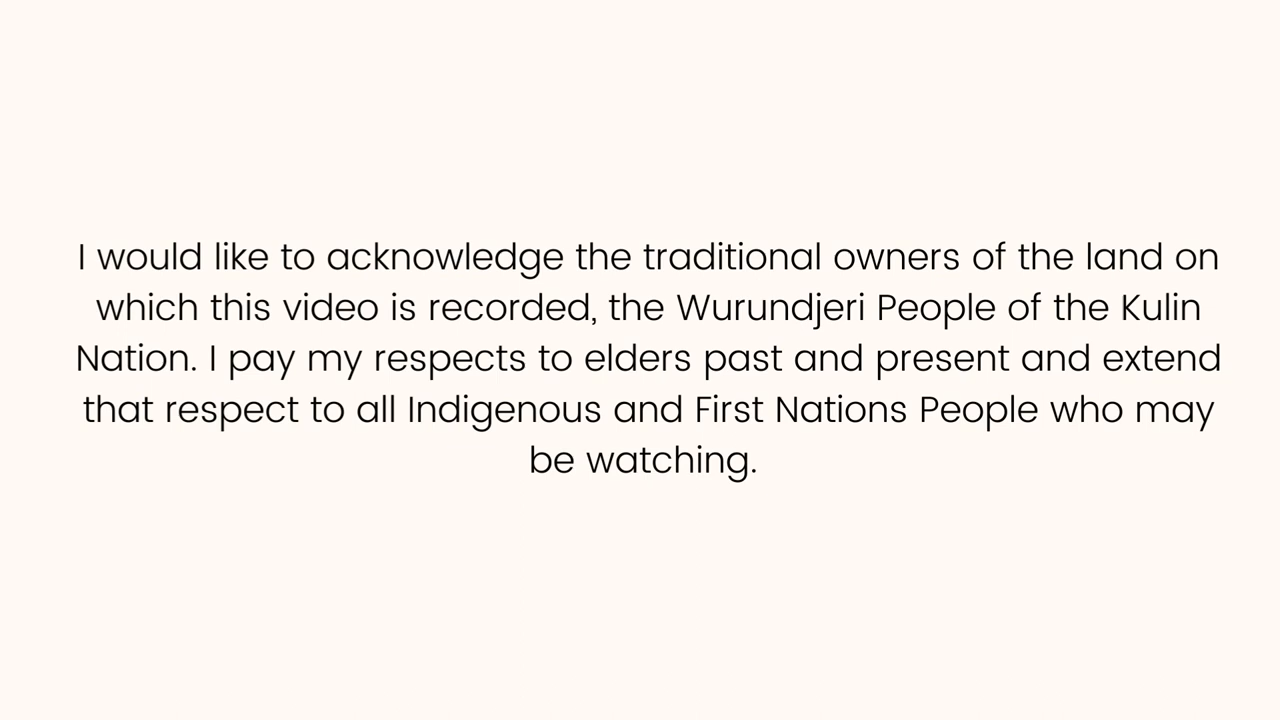 I would like to acknowledge the traditional owners of the land on
which this video is recorded, the Wurundjeri People of the Kulin
Nation. I pay my respects to elders past and present and extend
that respect to all Indigenous and First Nations People who may
be watching.